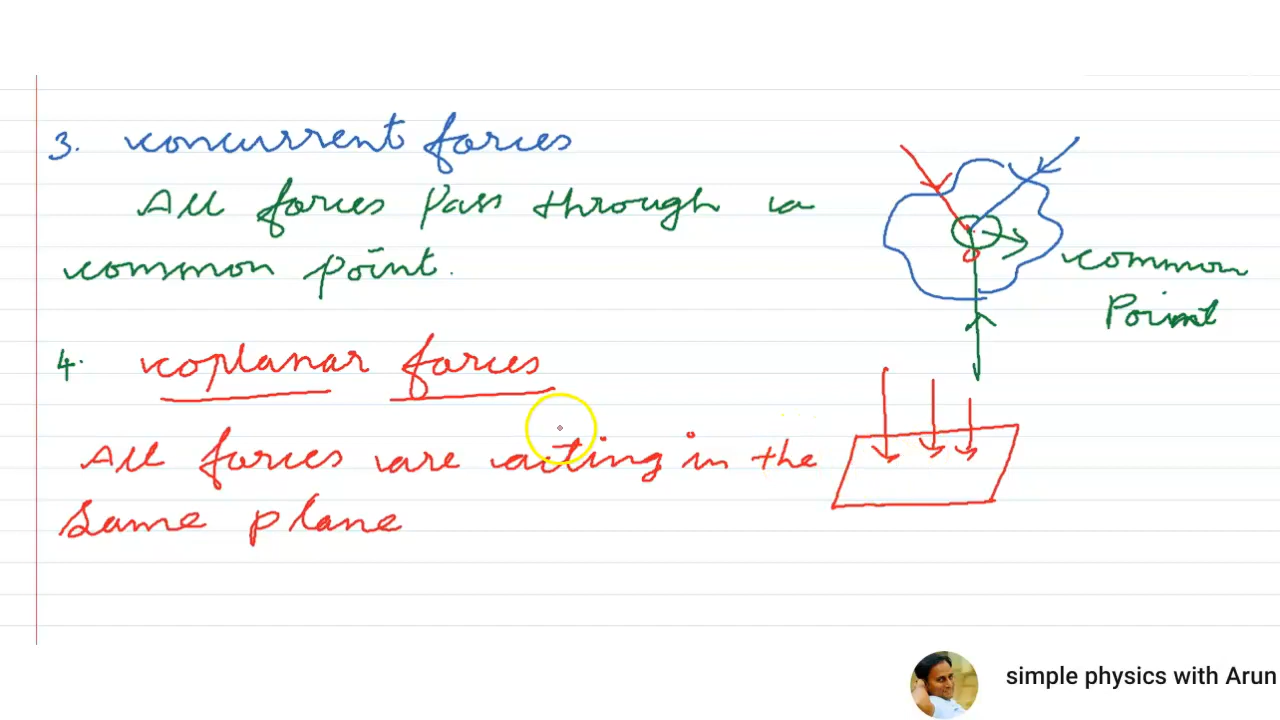 3. concurrent forces
All forces pass through a
common point.
O
common
Point
4. coplanar forces
All forces are acting in the
same plane
simple physics with Arun